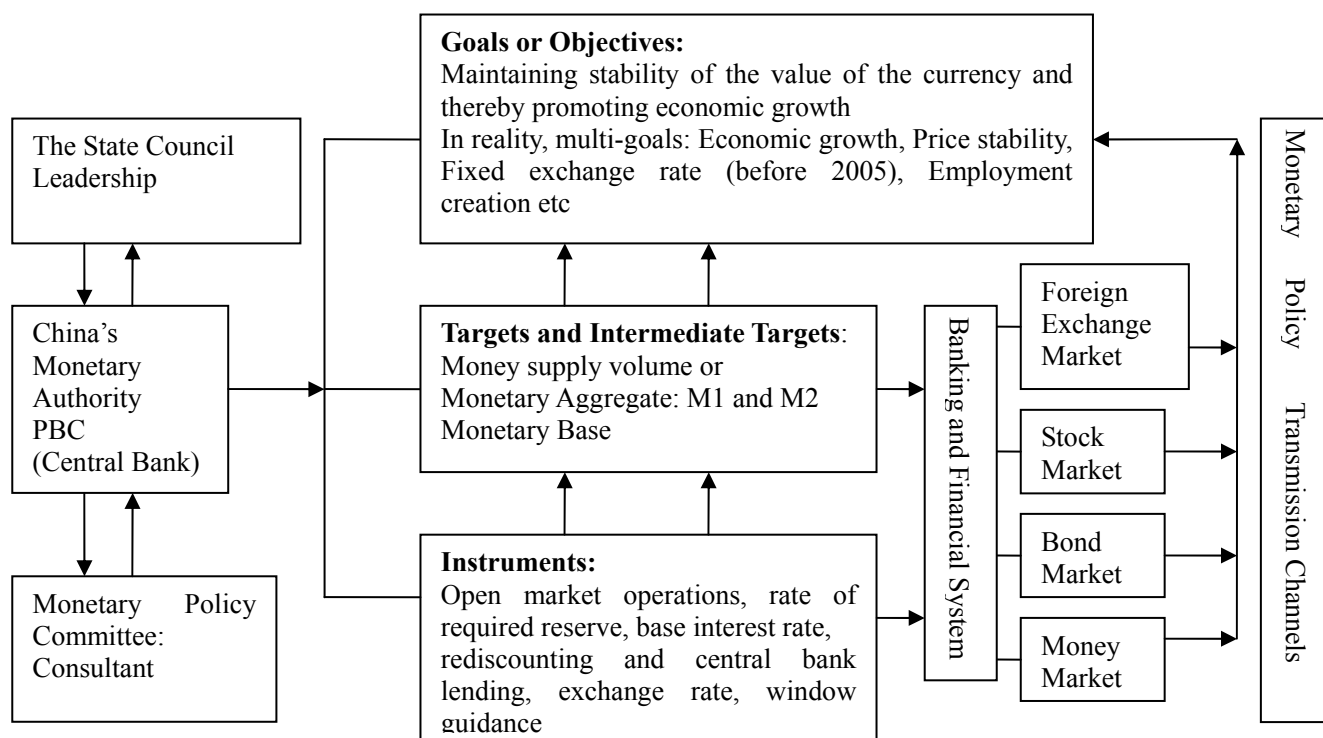 The State Council
Leadership
China’s
Monetary
Authority
PBC
(Central Bank)
Monetary Policy
Committee:
Consultant
Goals or Objectives:
Maintaining stability of the value of the currency and
thereby promoting economic growth
In reality, multi-goals: Economic growth, Price stability,
Fixed exchange rate (before 2005), Employment
creation etc
Targets and Intermediate Targets:
Money supply volume or
Monetary Aggregate: M1 and M2
Monetary Base
Instruments:
Open market operations, rate of
required reserve, base interest rate,
rediscounting and central bank
lending, exchange rate, window
guidance
Banking and Financial System
Foreign
Exchange
Market
Stock
Market
Bond
Market
Money
Market
Monetary Policy Transmission Channels